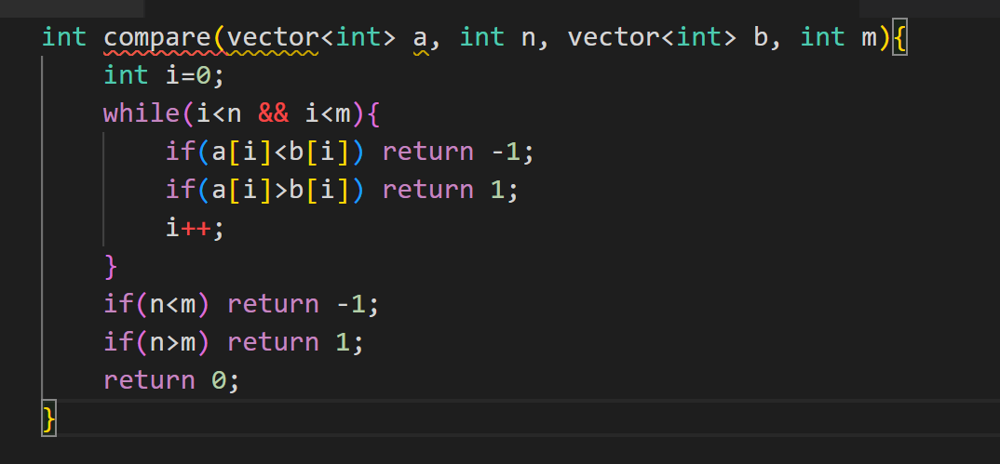 int compare(vector<int> a, int n, vector<int> b, int m){
    int i=0;
    while(i<n && i<m){
        if(a[i]<b[i]) return -1;
        if(a[i]>b[i]) return 1;
        i++;
    }
    if(n<m) return -1;
    if(n>m) return 1;
    return 0;
}